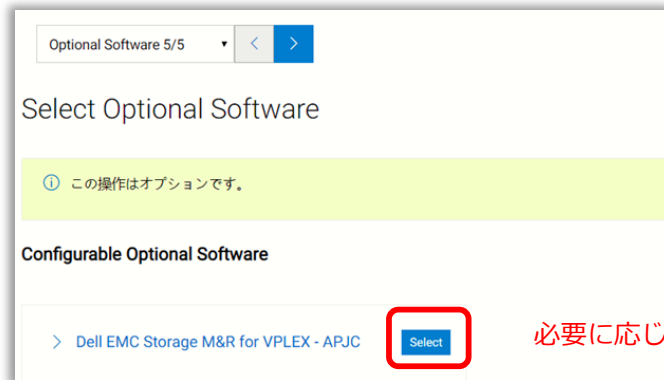 Optional Software 5/5
Select Optional Software
この操作はオプションです。
Configurable Optional Software
Dell EMC Storage M&R for VPLEX - APJC
Select
必要に応じ